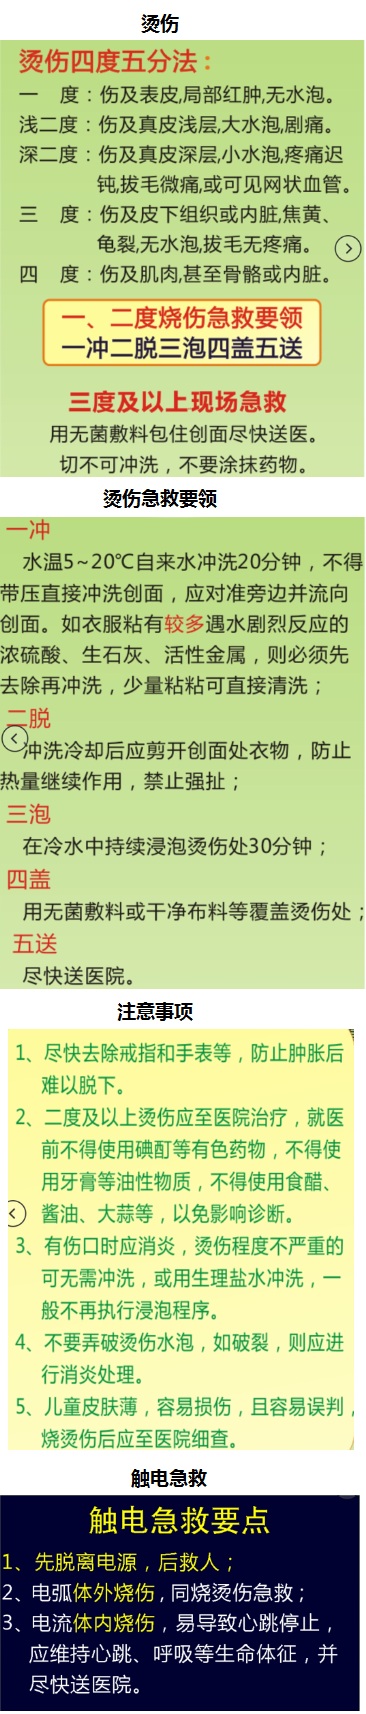 烫伤
烫伤四度五分法：
一　度：伤及表皮,局部红肿,无水泡。
浅二度：伤及真皮浅层,大水泡,剧痛。
深二度：伤及真皮深层,小水泡,疼痛迟
钝,拔毛微痛,或可见网状血管。
三　度：伤及皮下组织或内脏,焦黄、
龟裂,无水泡,拔毛无疼痛。
四　度：伤及肌肉,甚至骨骼或内脏。
一、二度烧伤急救要领
一冲二脱三泡四盖五送
三度及以上现场急救
用无菌敷料包住创面尽快送医。
切不可冲洗，不要涂抹药物。
烫伤急救要领
一冲
水温5~20℃自来水冲洗20分钟，不得
带压直接冲洗创面，应对准旁边并流向
创面。如衣服粘有较多遇水剧烈反应的
浓硫酸、生石灰、活性金属，则必须先
去除再冲洗，少量粘粘可直接清洗；
二脱
冲洗冷却后应剪开创面处衣物，防止
热量继续作用，禁止强扯；
三泡
在冷水中持续浸泡烫伤处30分钟；
四盖
用无菌敷料或干净布料等覆盖烫伤处；
五送
尽快送医院。
注意事项
1、尽快去除戒指和手表等，防止肿胀后
难以脱下。
2、二度及以上烫伤应至医院治疗，就医
前不得使用碘酊等有色药物，不得使
用牙膏等油性物质，不得使用食醋、
酱油、大蒜等，以免影响诊断。
3、有伤口时应消炎，烫伤程度不严重的
可无需冲洗，或用生理盐水冲洗，一
般不再执行浸泡程序。
4、不要弄破烫伤水泡，如破裂，则应进
行消炎处理。
5、儿童皮肤薄，容易损伤，且容易误判，
烧烫伤后应至医院细查。
触电急救
触电急救要点
1、先脱离电源，后救人；
2、电弧体外烧伤，同烧烫伤急救；
3、电流体内烧伤，易导致心跳停止，
应维持心跳、呼吸等生命体征，并
尽快送医院。